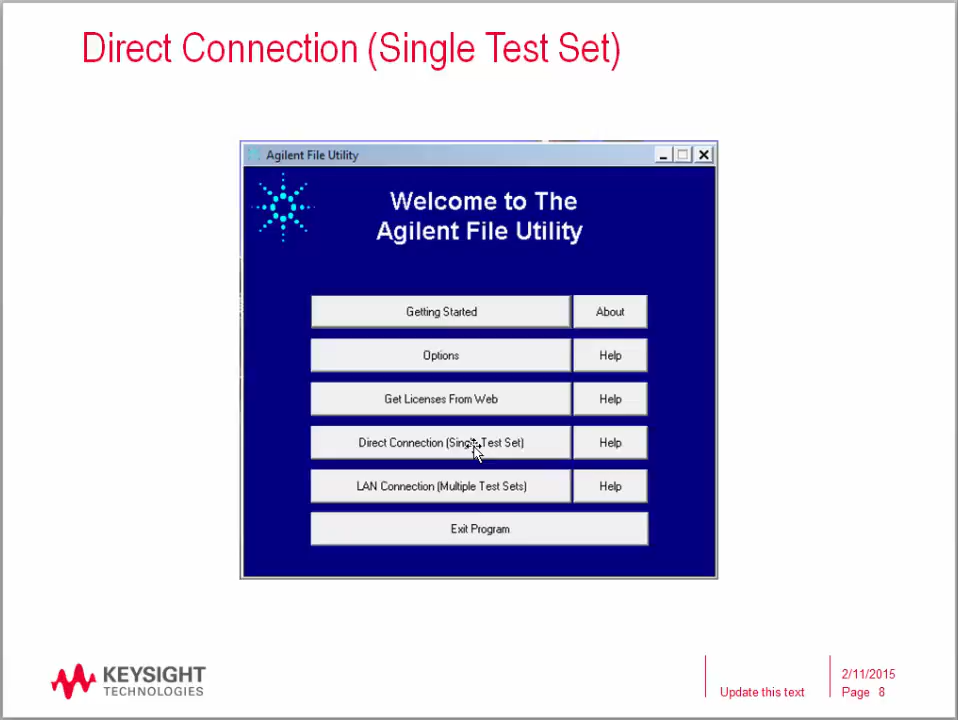 Direct Connection (Single Test Set)
Agilent File Utility
Welcome to The
Agilent File Utility
Getting Started
About
Options
Help
Get Licenses From Web
Help
Direct Connection (Single Test Set)
Help
LAN Connection (Multiple Test Sets)
Help
Exit Program
KEYSIGHT
TECHNOLOGIES
Update this text
2/11/2015
Page 8